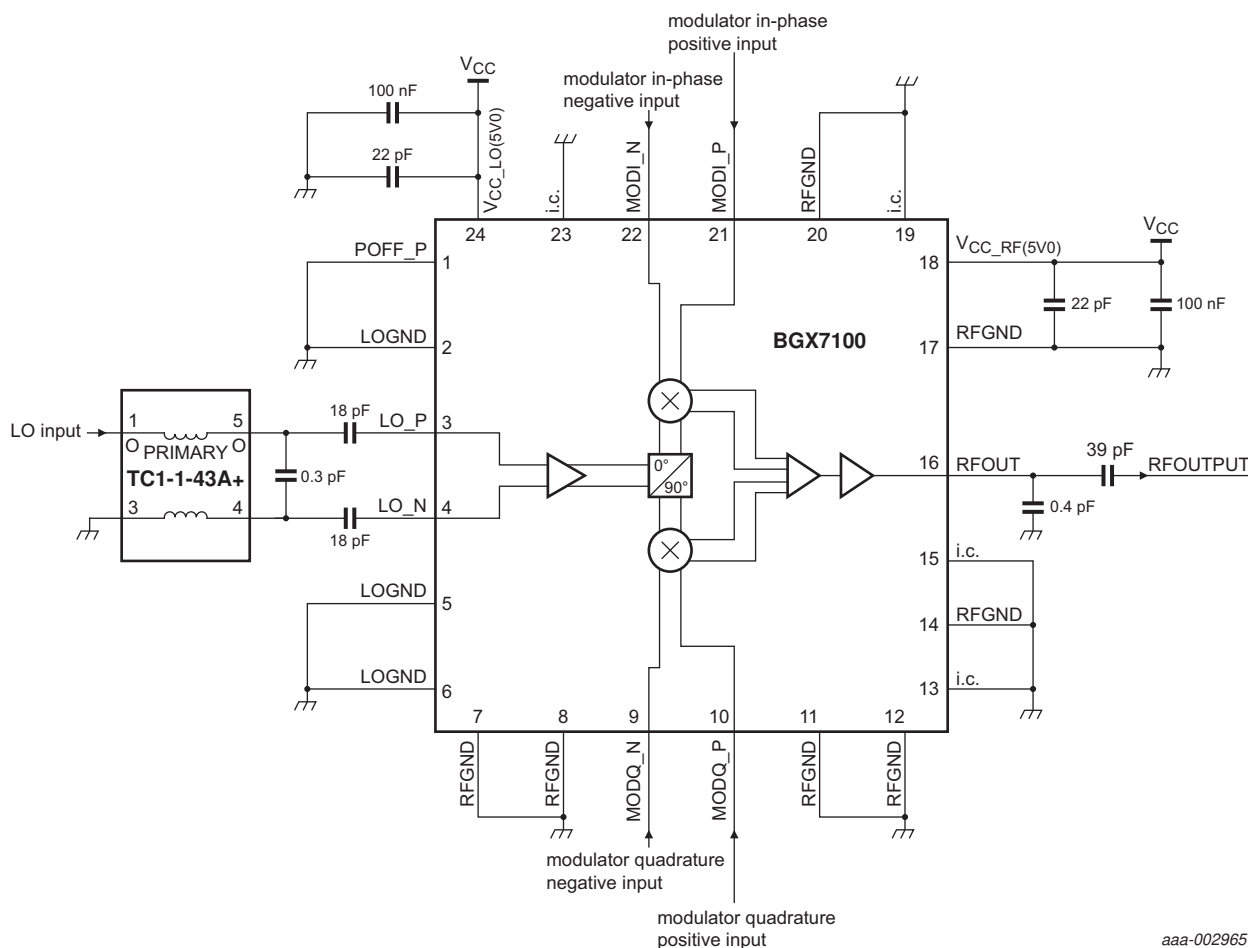 modulator in-phase
positive input
VCC
modulator in-phase
negative input
100 nF
22 pF
VCC_LO(5V0)
i.c.
MODI_N
MODI_P
RFGND
i.c.
24
23
22
21
20
19
POFF_P
1
18
VCC_RF(5V0)
VCC
22 pF
100 nF
LOGND
2
BGX7100
17
RFGND
LO input
1
5
O
PRIMARY
O
TC1-1-43A+
3
4
18 pF
LO_P
3
0.3 pF
LO_N
4
18 pF
0°
90°
16
RFOUT
39 pF
RFOUTPUT
0.4 pF
15
i.c.
LOGND
5
14
RFGND
LOGND
6
13
i.c.
7
8
9
10
11
12
RFGND
RFGND
MODQ_N
MODQ_P
RFGND
RFGND
modulator quadrature
negative input
modulator quadrature
positive input
aaa-002965